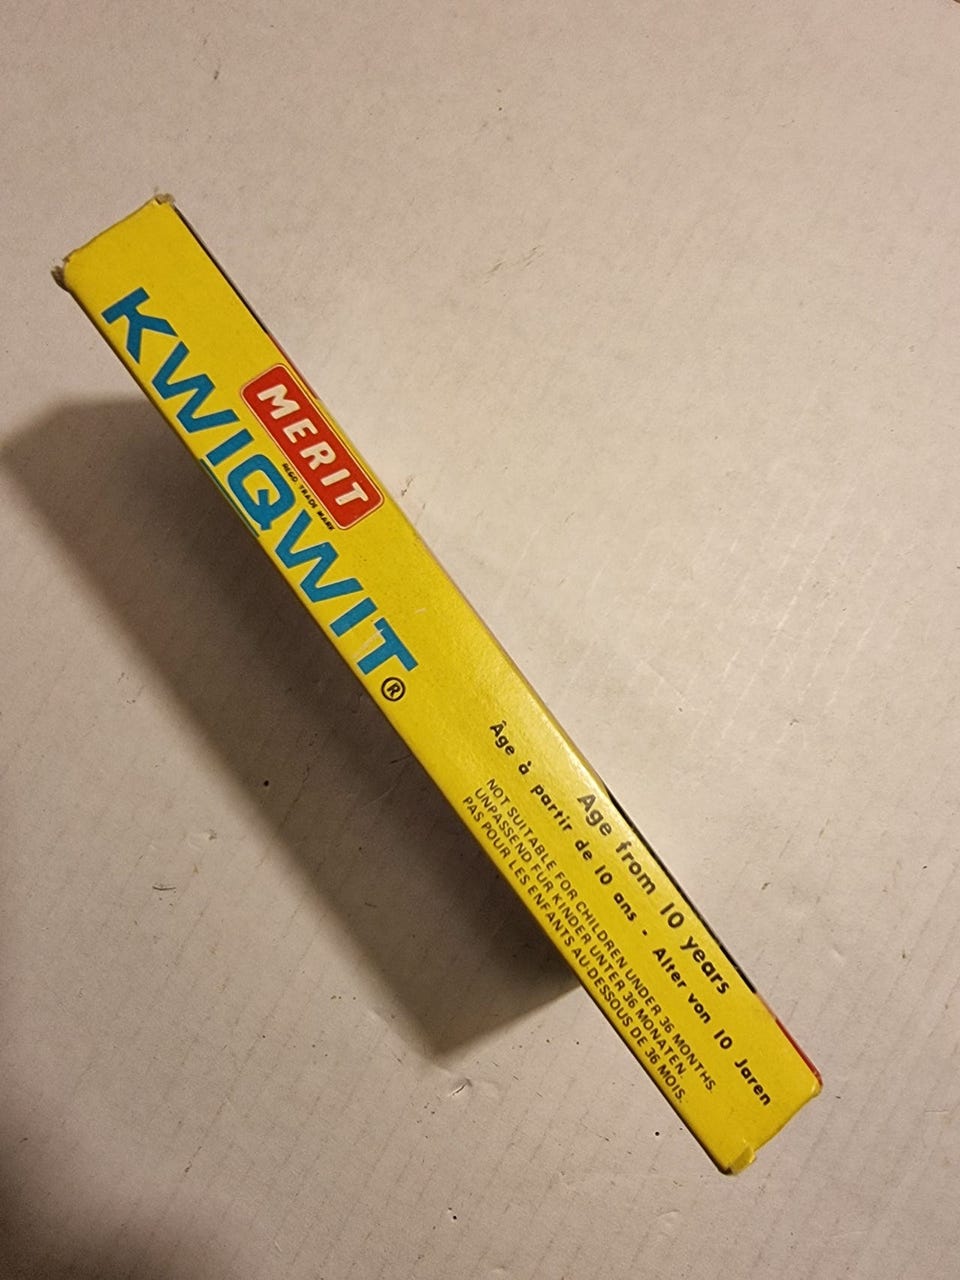 MERIT
REGD. TRADE MARK
KWIQWIT®
Age from 10 years
Âge à partir de 10 ans - Alter von 10 Jaren
NOT SUITABLE FOR CHILDREN UNDER 36 MONTHS.
UNPASSEND FUR KINDER UNTER 36 MONATEN.
PAS POUR LES ENFANTS AU-DESSOUS DE 36 MOIS.